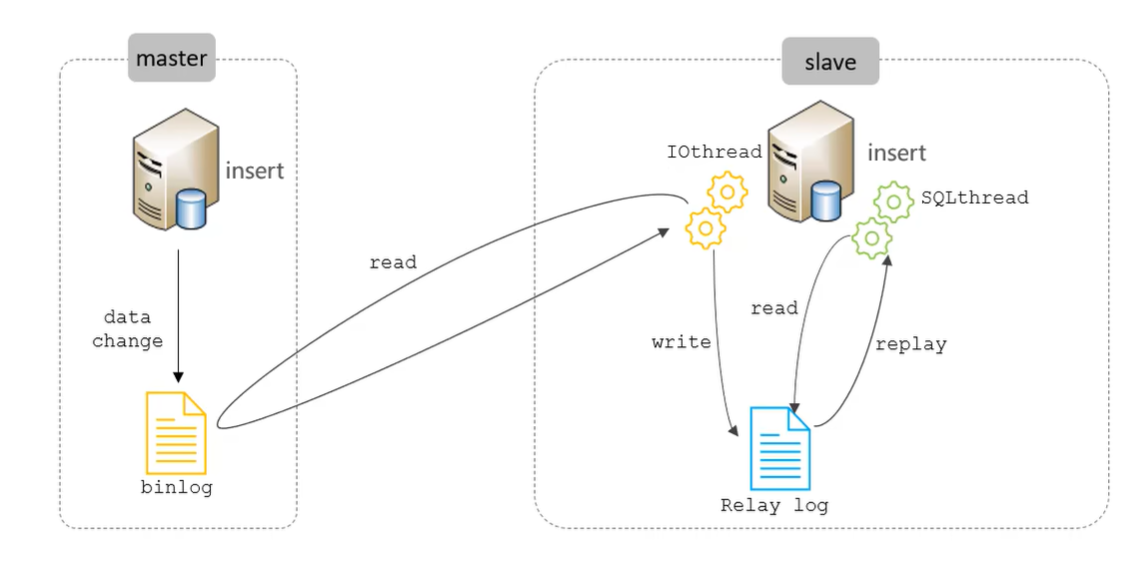 master
insert
data
change
binlog
read
slave
IOthread
insert
SQLthread
read
write
replay
Relay log